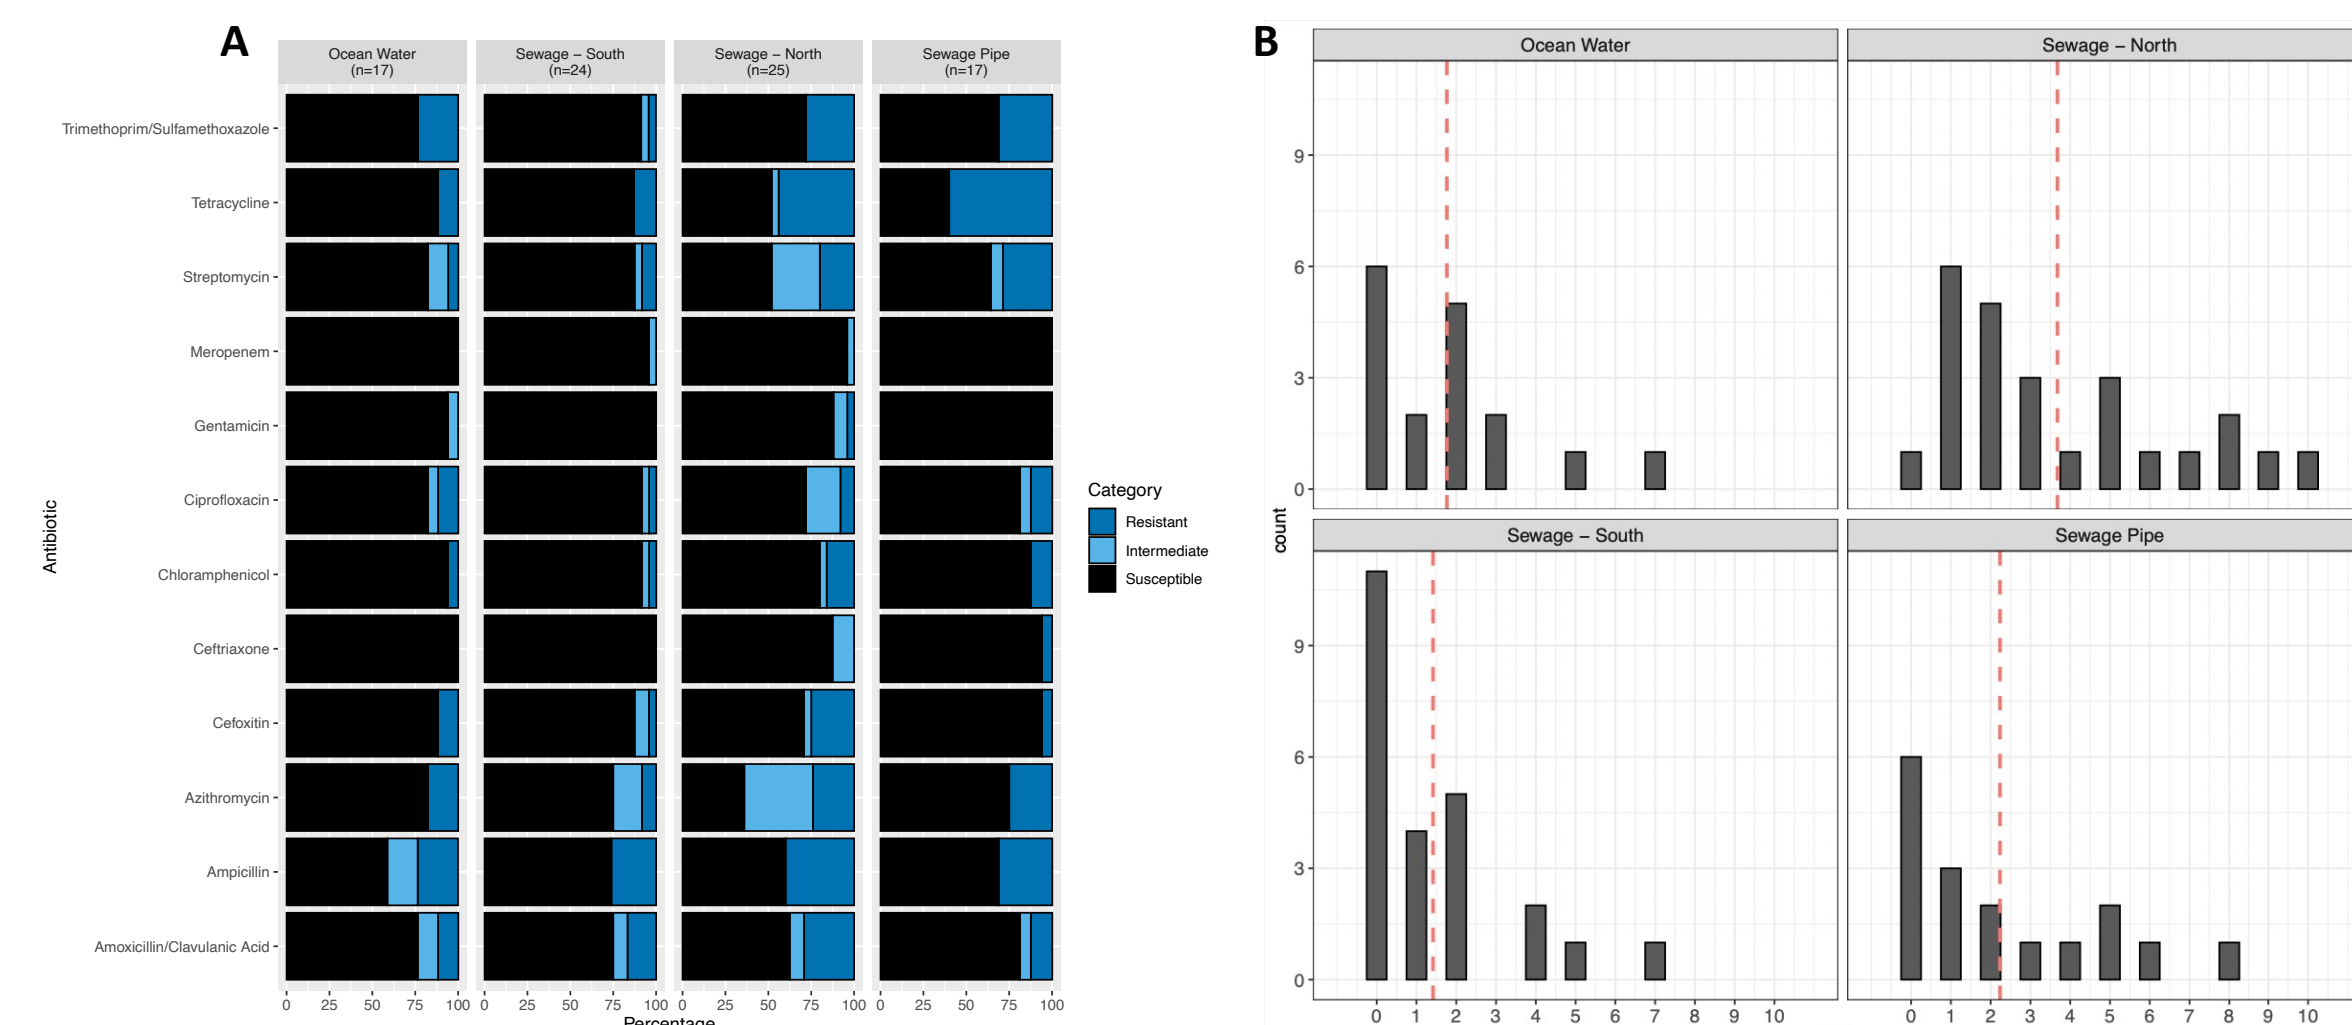 A
Ocean Water
(n=17)
Sewage – South
(n=24)
Sewage – North
(n=25)
Sewage Pipe
(n=17)
Antibiotic
Trimethoprim/Sulfamethoxazole
Tetracycline
Streptomycin
Meropenem
Gentamicin
Ciprofloxacin
Chloramphenicol
Ceftriaxone
Cefoxitin
Azithromycin
Ampicillin
Amoxicillin/Clavulanic Acid
0 25 50 75 100 0 25 50 75 100 0 25 50 75 100 0 25 50 75 100
Percentage
Category
Resistant
Intermediate
Susceptible
B
Ocean Water
Sewage – North
9
6
3
0
count
Sewage – South
Sewage Pipe
9
6
3
0
0 1 2 3 4 5 6 7 8 9 10 0 1 2 3 4 5 6 7 8 9 10